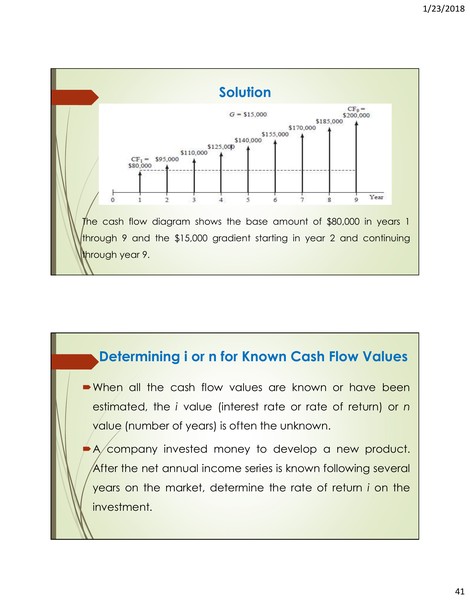 1/23/2018
Solution
G = $15,000
CF₁ =
$80,000
$95,000
$110,000
$125,000
$140,000
$155,000
$170,000
$185,000
CF₉ =
$200,000
0 1 2 3 4 5 6 7 8 9 Year
The cash flow diagram shows the base amount of $80,000 in years 1
through 9 and the $15,000 gradient starting in year 2 and continuing
through year 9.
Determining i or n for Known Cash Flow Values
When all the cash flow values are known or have been
estimated, the i value (interest rate or rate of return) or n
value (number of years) is often the unknown.
A company invested money to develop a new product.
After the net annual income series is known following several
years on the market, determine the rate of return i on the
investment.
41